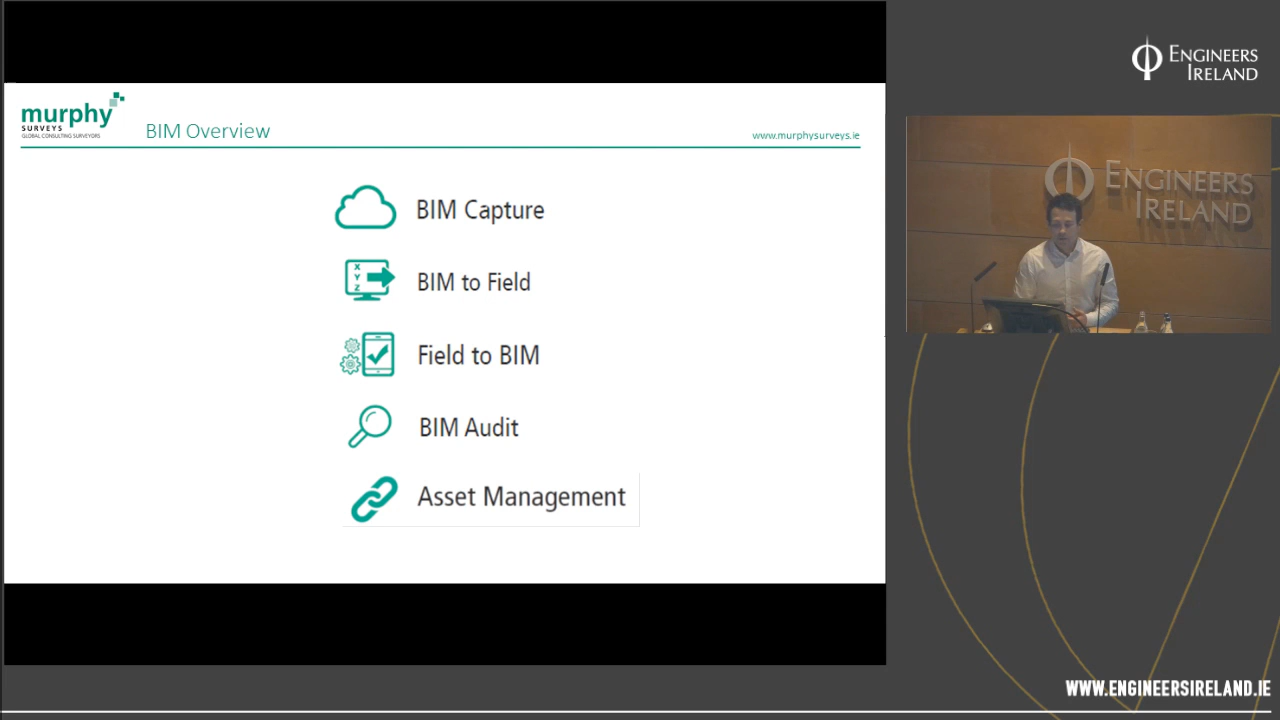 murphy
SURVEYS
GLOBAL CONSULTING SURVEYORS
BIM Overview
www.murphysurveys.ie
BIM Capture
X
Y
Z
BIM to Field
Field to BIM
BIM Audit
Asset Management
ENGINEERS
IRELAND
ENGINEERS
IRELAND
WWW.ENGINEERSIRELAND.IE